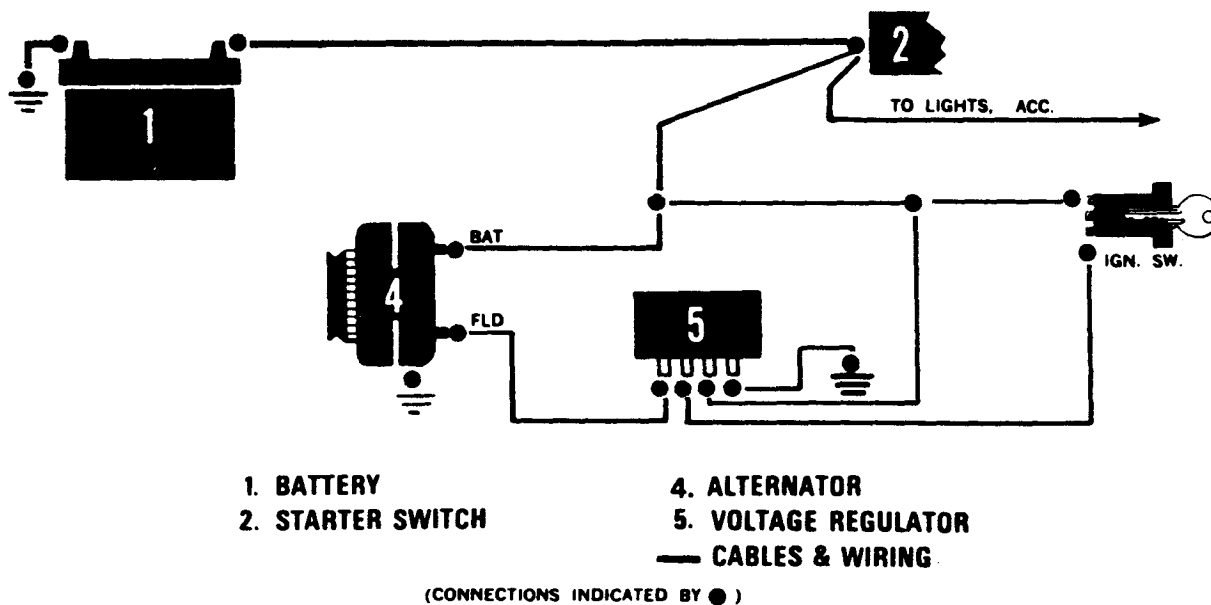 2
1
TO LIGHTS, ACC.
BAT
IGN. SW.
4
5
FLD
1. BATTERY
2. STARTER SWITCH
4. ALTERNATOR
5. VOLTAGE REGULATOR
CABLES & WIRING
(CONNECTIONS INDICATED BY ● )